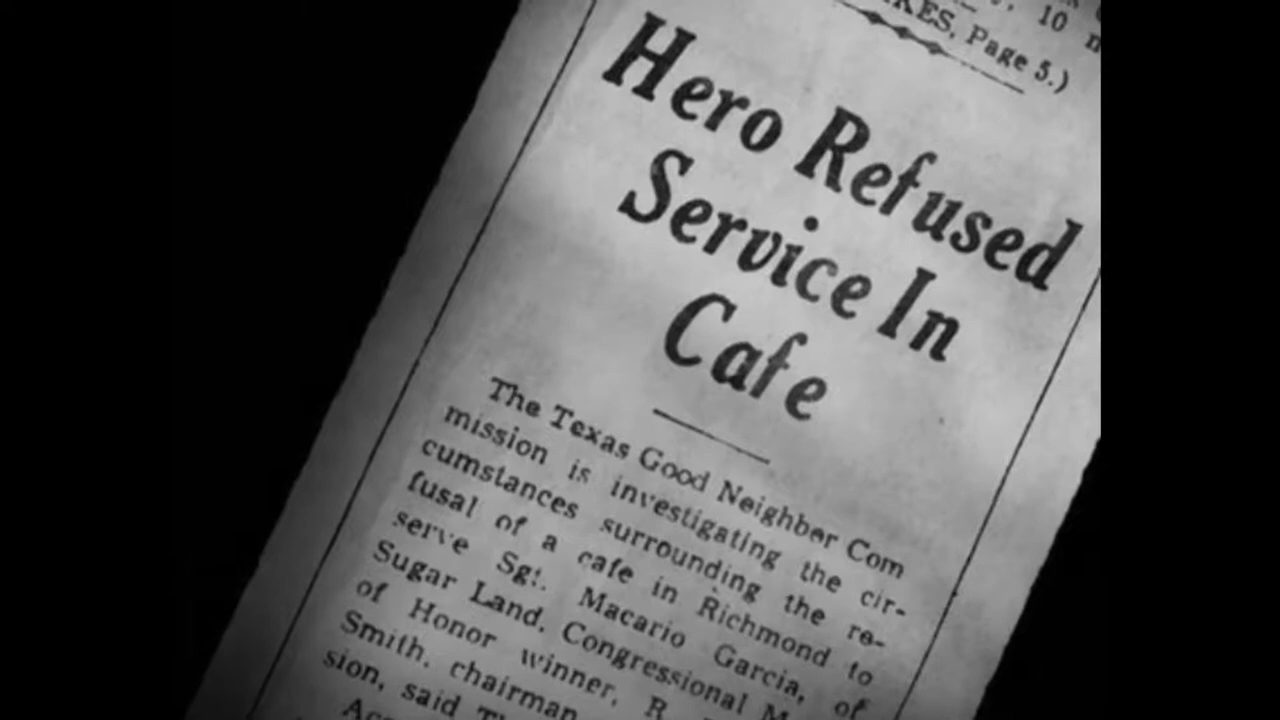 10
KES, Page 5.)
Hero Refused
Service In
Cafe
The Texas Good Neighbor Com
mission is investigating the cir-
cumstances surrounding the re-
fusal of a cafe in Richmond to
serve Sgt. Macario Garcia, of
Sugar Land, Congressional M
of Honor winner, R
Smith, chairman
sion, said